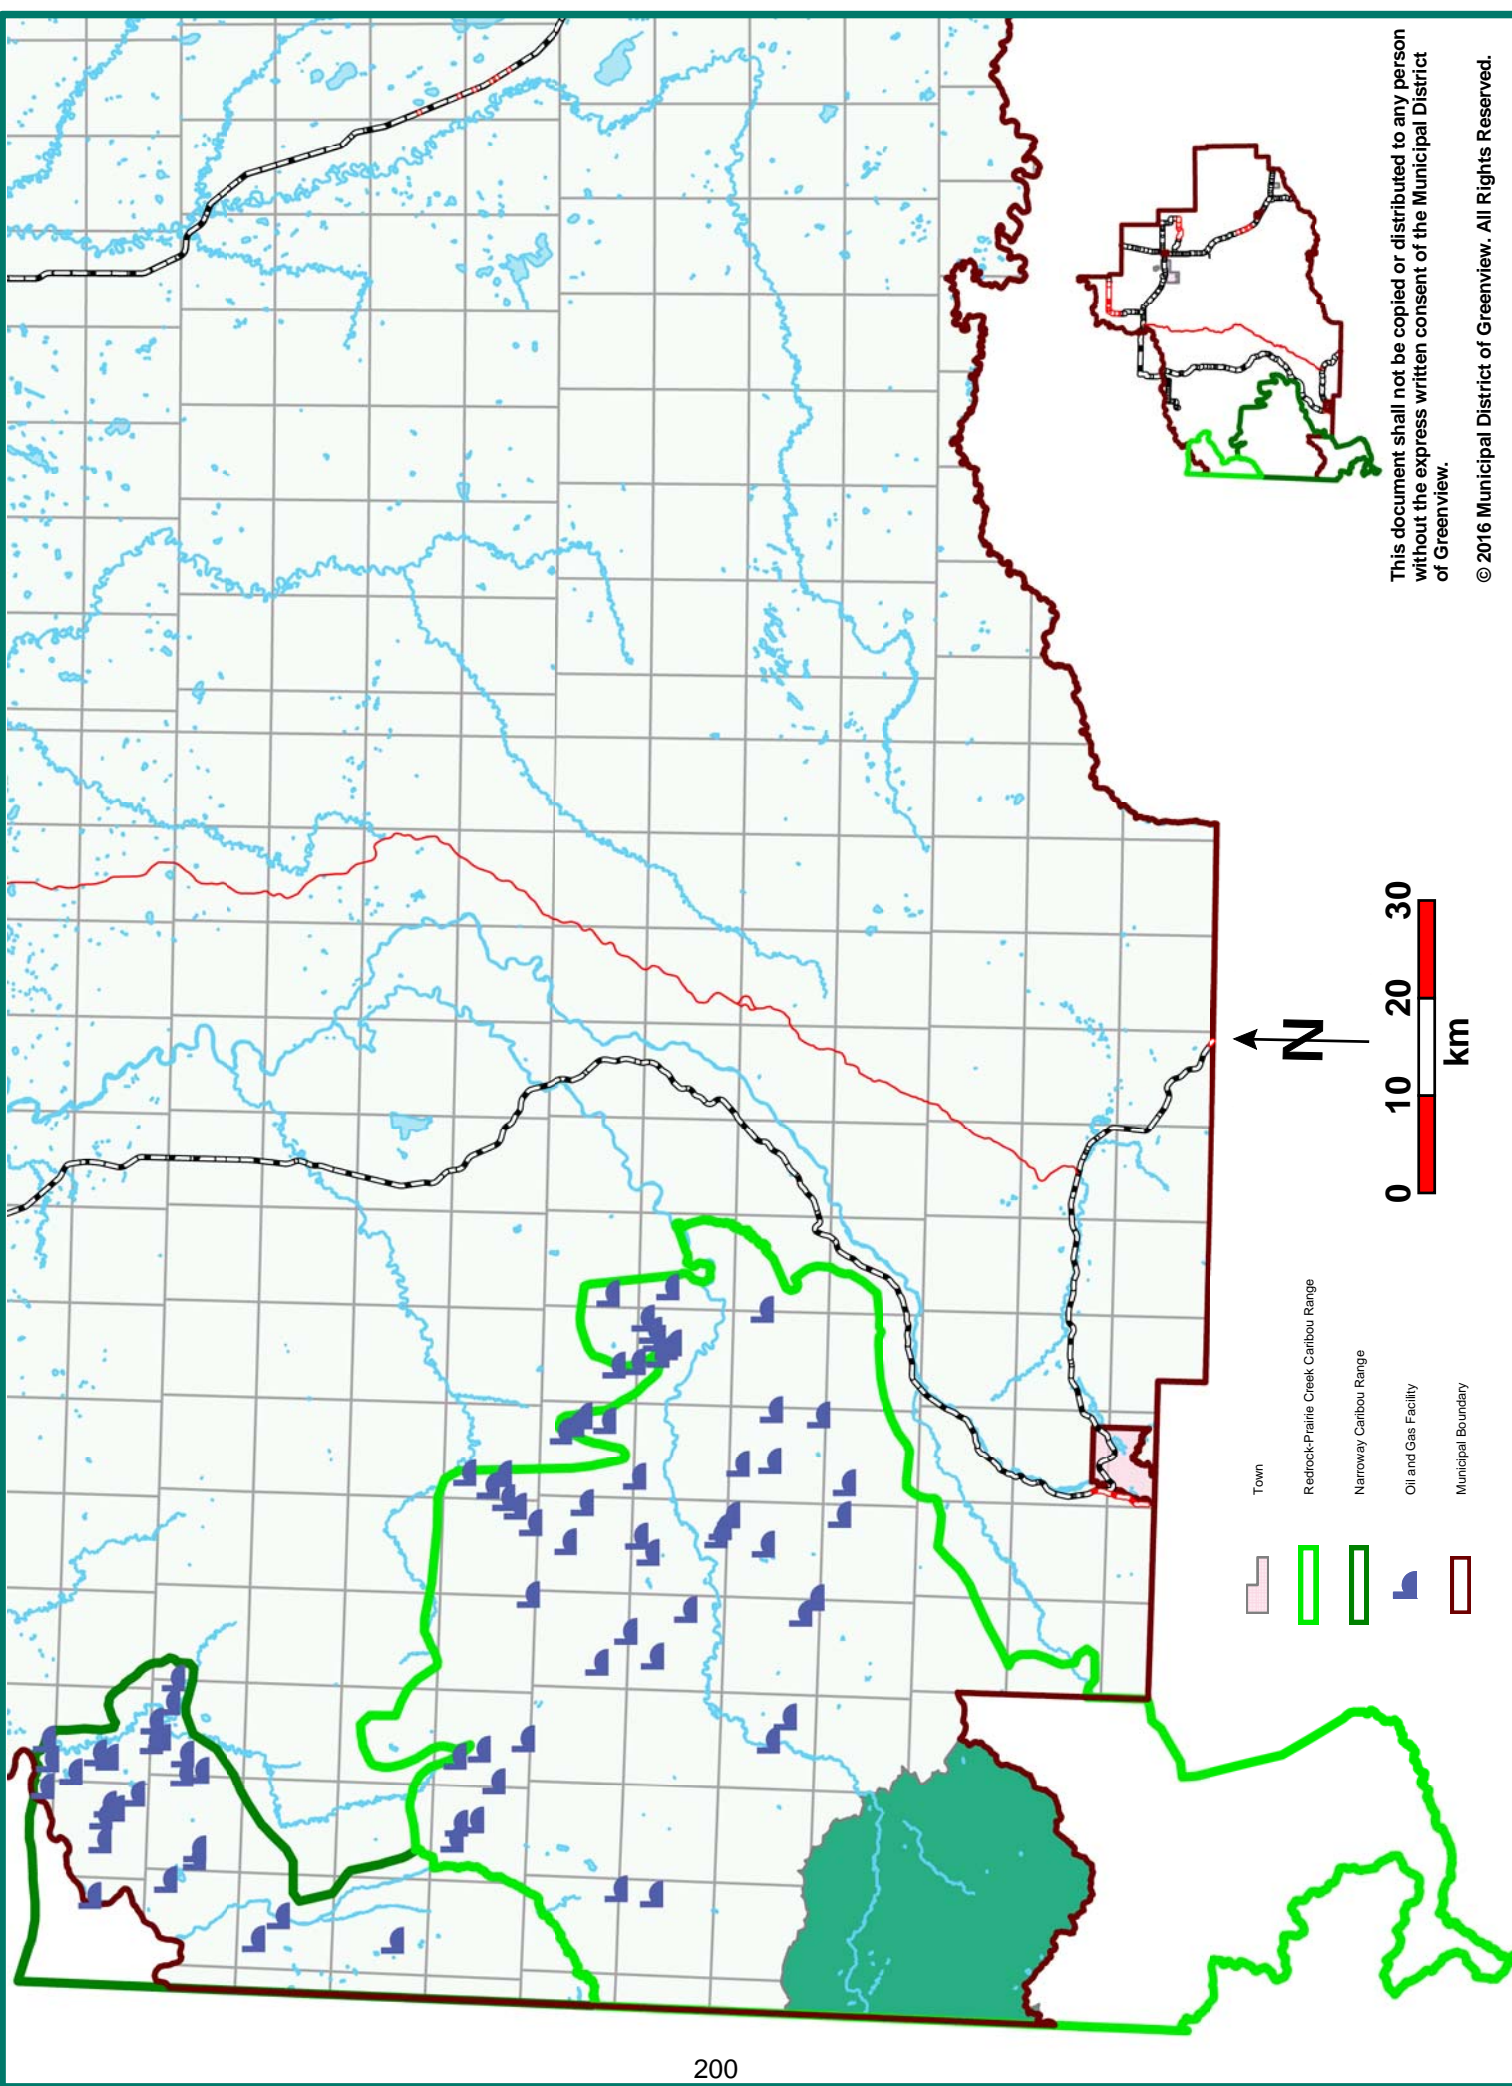 This document shall not be copied or distributed to any person
without the express written consent of the Municipal District
of Greenview.
© 2016 Municipal District of Greenview. All Rights Reserved.
N
0 10 20 30
km
Town
Redrock-Prairie Creek Caribou Range
Narroway Caribou Range
Oil and Gas Facility
Municipal Boundary
200